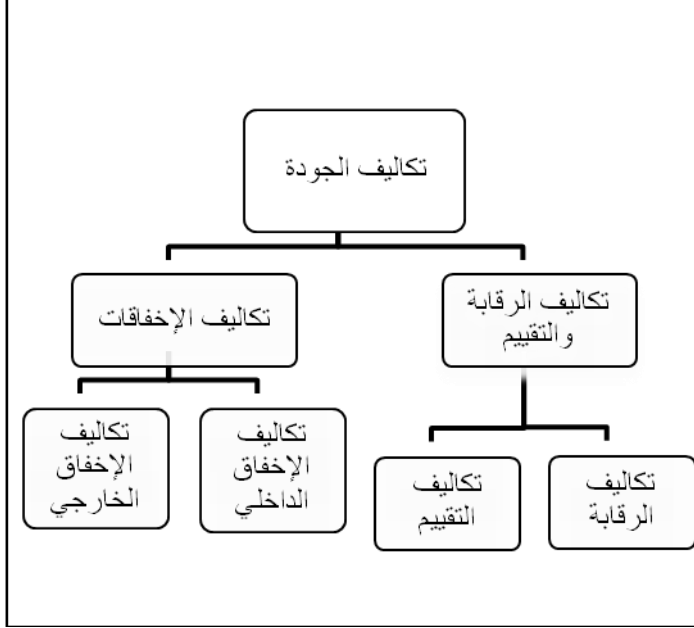 تكاليف الجودة
تكاليف الرقابة
والتقييم
تكاليف الإخفاقات
تكاليف
الرقابة
تكاليف
التقييم
تكاليف
الإخفاق
الداخلي
تكاليف
الإخفاق
الخارجي